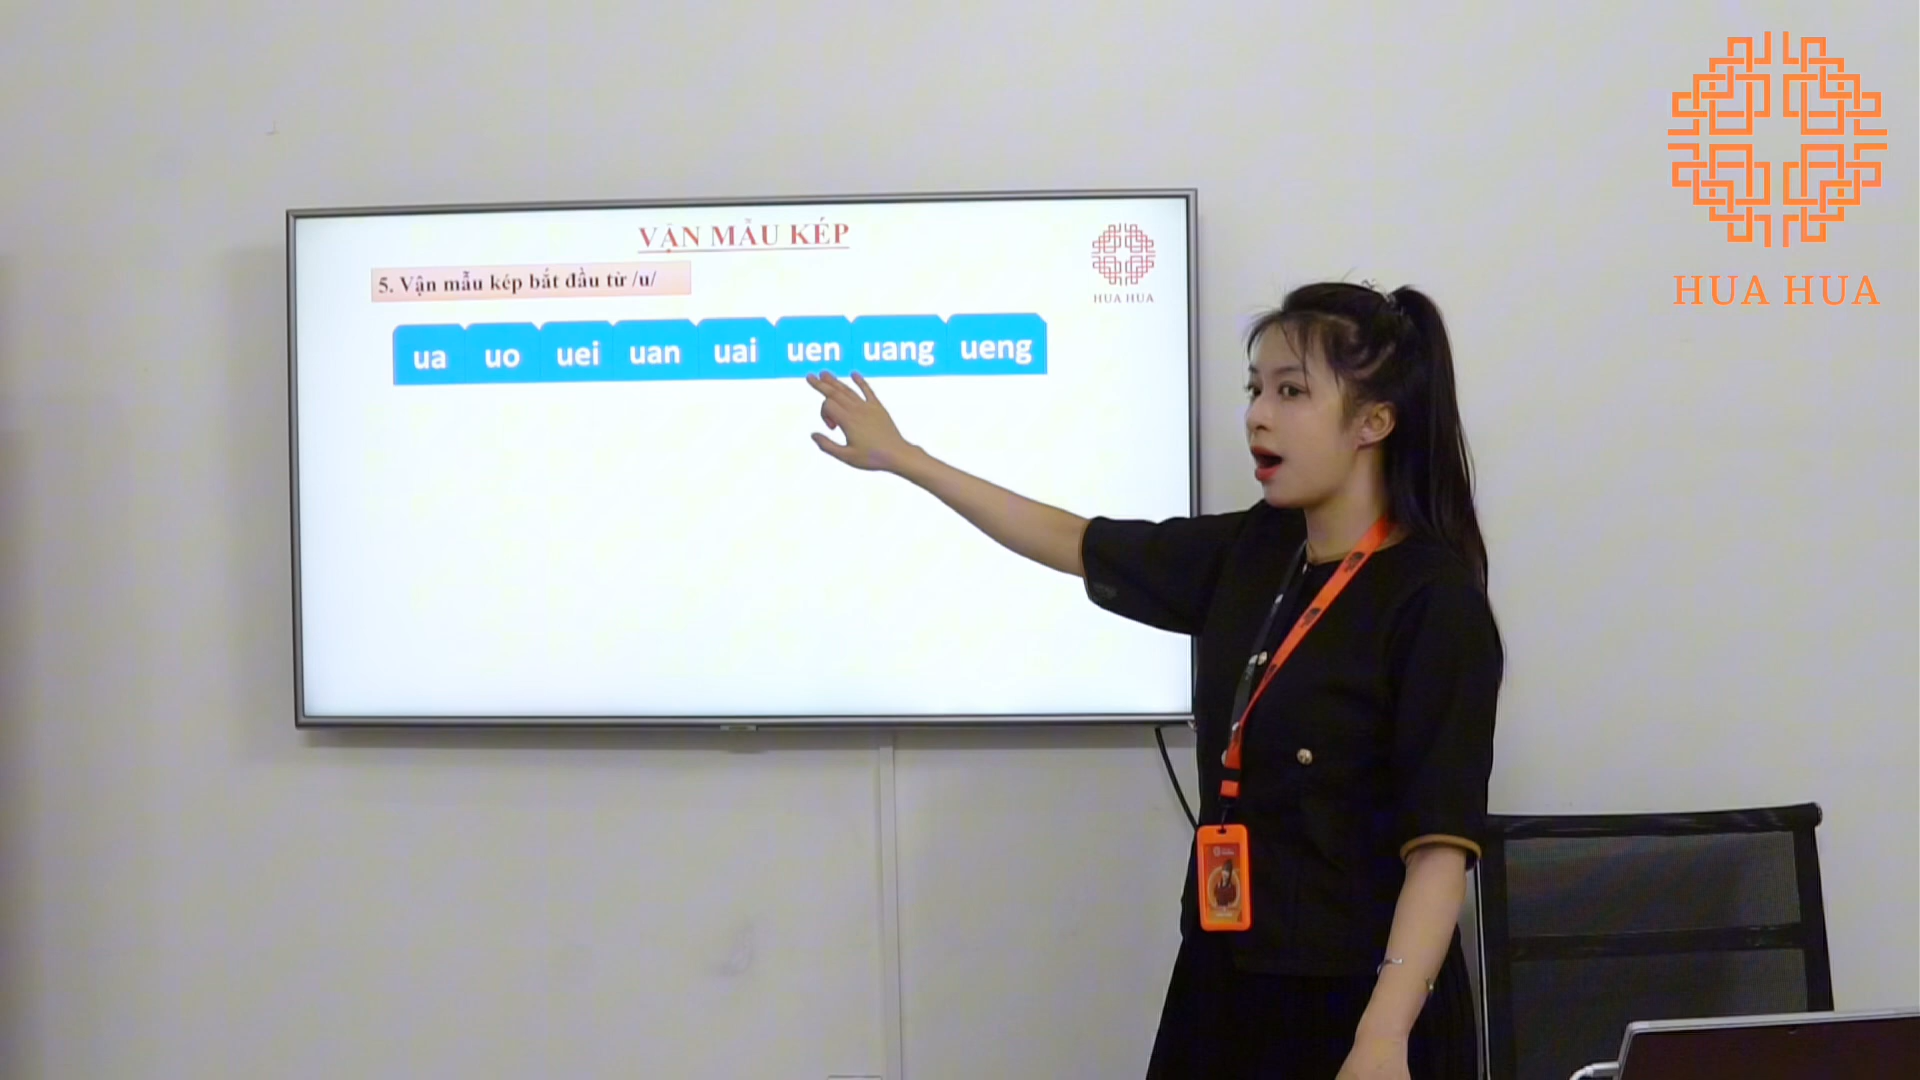 VẬN MẪU KÉP
5. Vận mẫu kép bắt đầu từ /u/
HUA HUA
ua uo uei uan uai uen uang ueng
HUA HUA